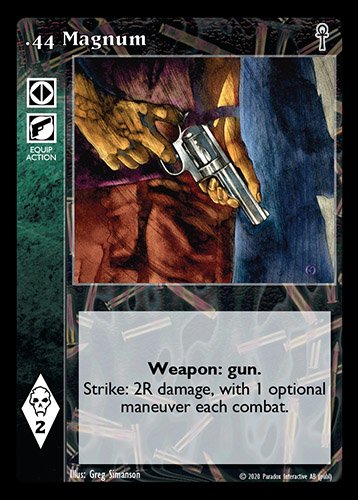 .44 Magnum
EQUIP
ACTION
Weapon: gun.
Strike: 2R damage, with 1 optional
maneuver each combat.
2
Illus: Greg Simanson
© 2020 Paradox Interactive AB (publ)